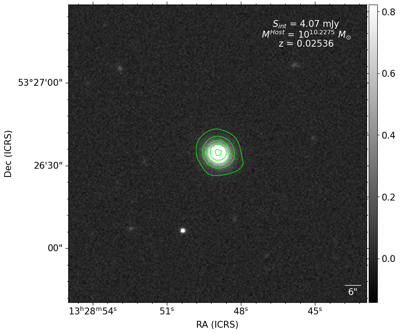 S_int = 4.07 mJy
M^Host = 10^10.2275 M_⊙
z = 0.02536
0.8
0.6
0.4
0.2
0.0
Dec (ICRS)
53°27'00"
26'30"
00"
6"
13ʰ28ᵐ54ˢ
51ˢ
48ˢ
45ˢ
RA (ICRS)